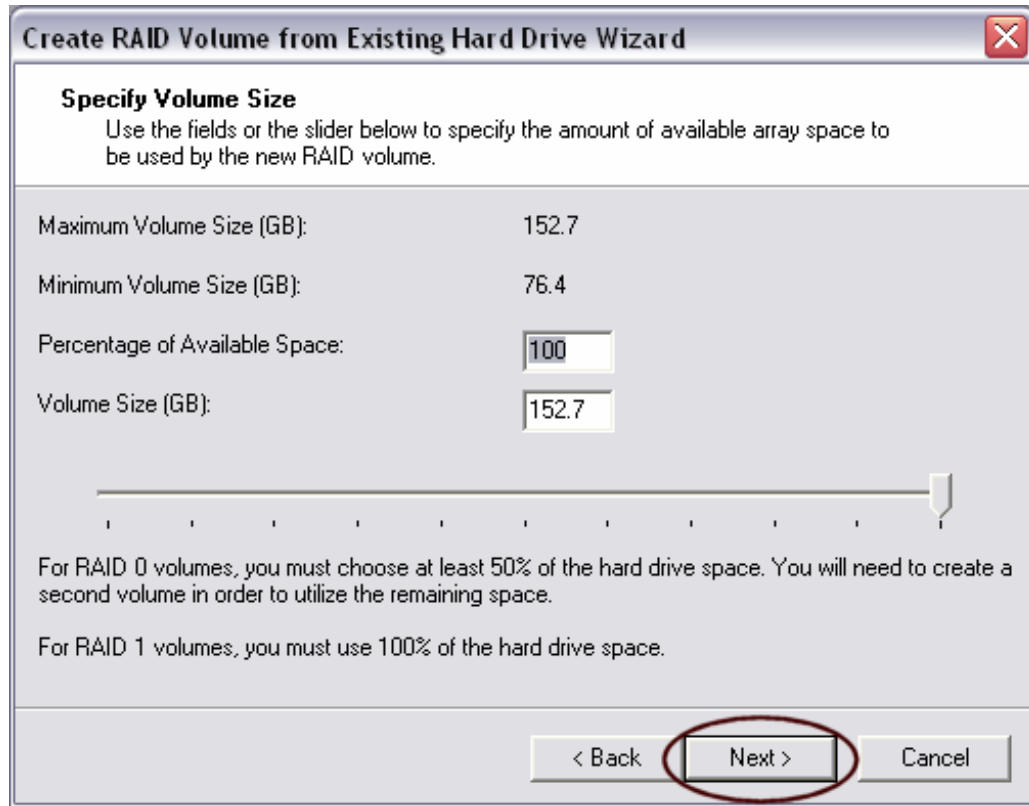 Create RAID Volume from Existing Hard Drive Wizard
Specify Volume Size
Use the fields or the slider below to specify the amount of available array space to
be used by the new RAID volume.
Maximum Volume Size (GB): 152.7
Minimum Volume Size (GB): 76.4
Percentage of Available Space: 100
Volume Size (GB): 152.7
For RAID 0 volumes, you must choose at least 50% of the hard drive space. You will need to create a
second volume in order to utilize the remaining space.
For RAID 1 volumes, you must use 100% of the hard drive space.
< Back Next > Cancel